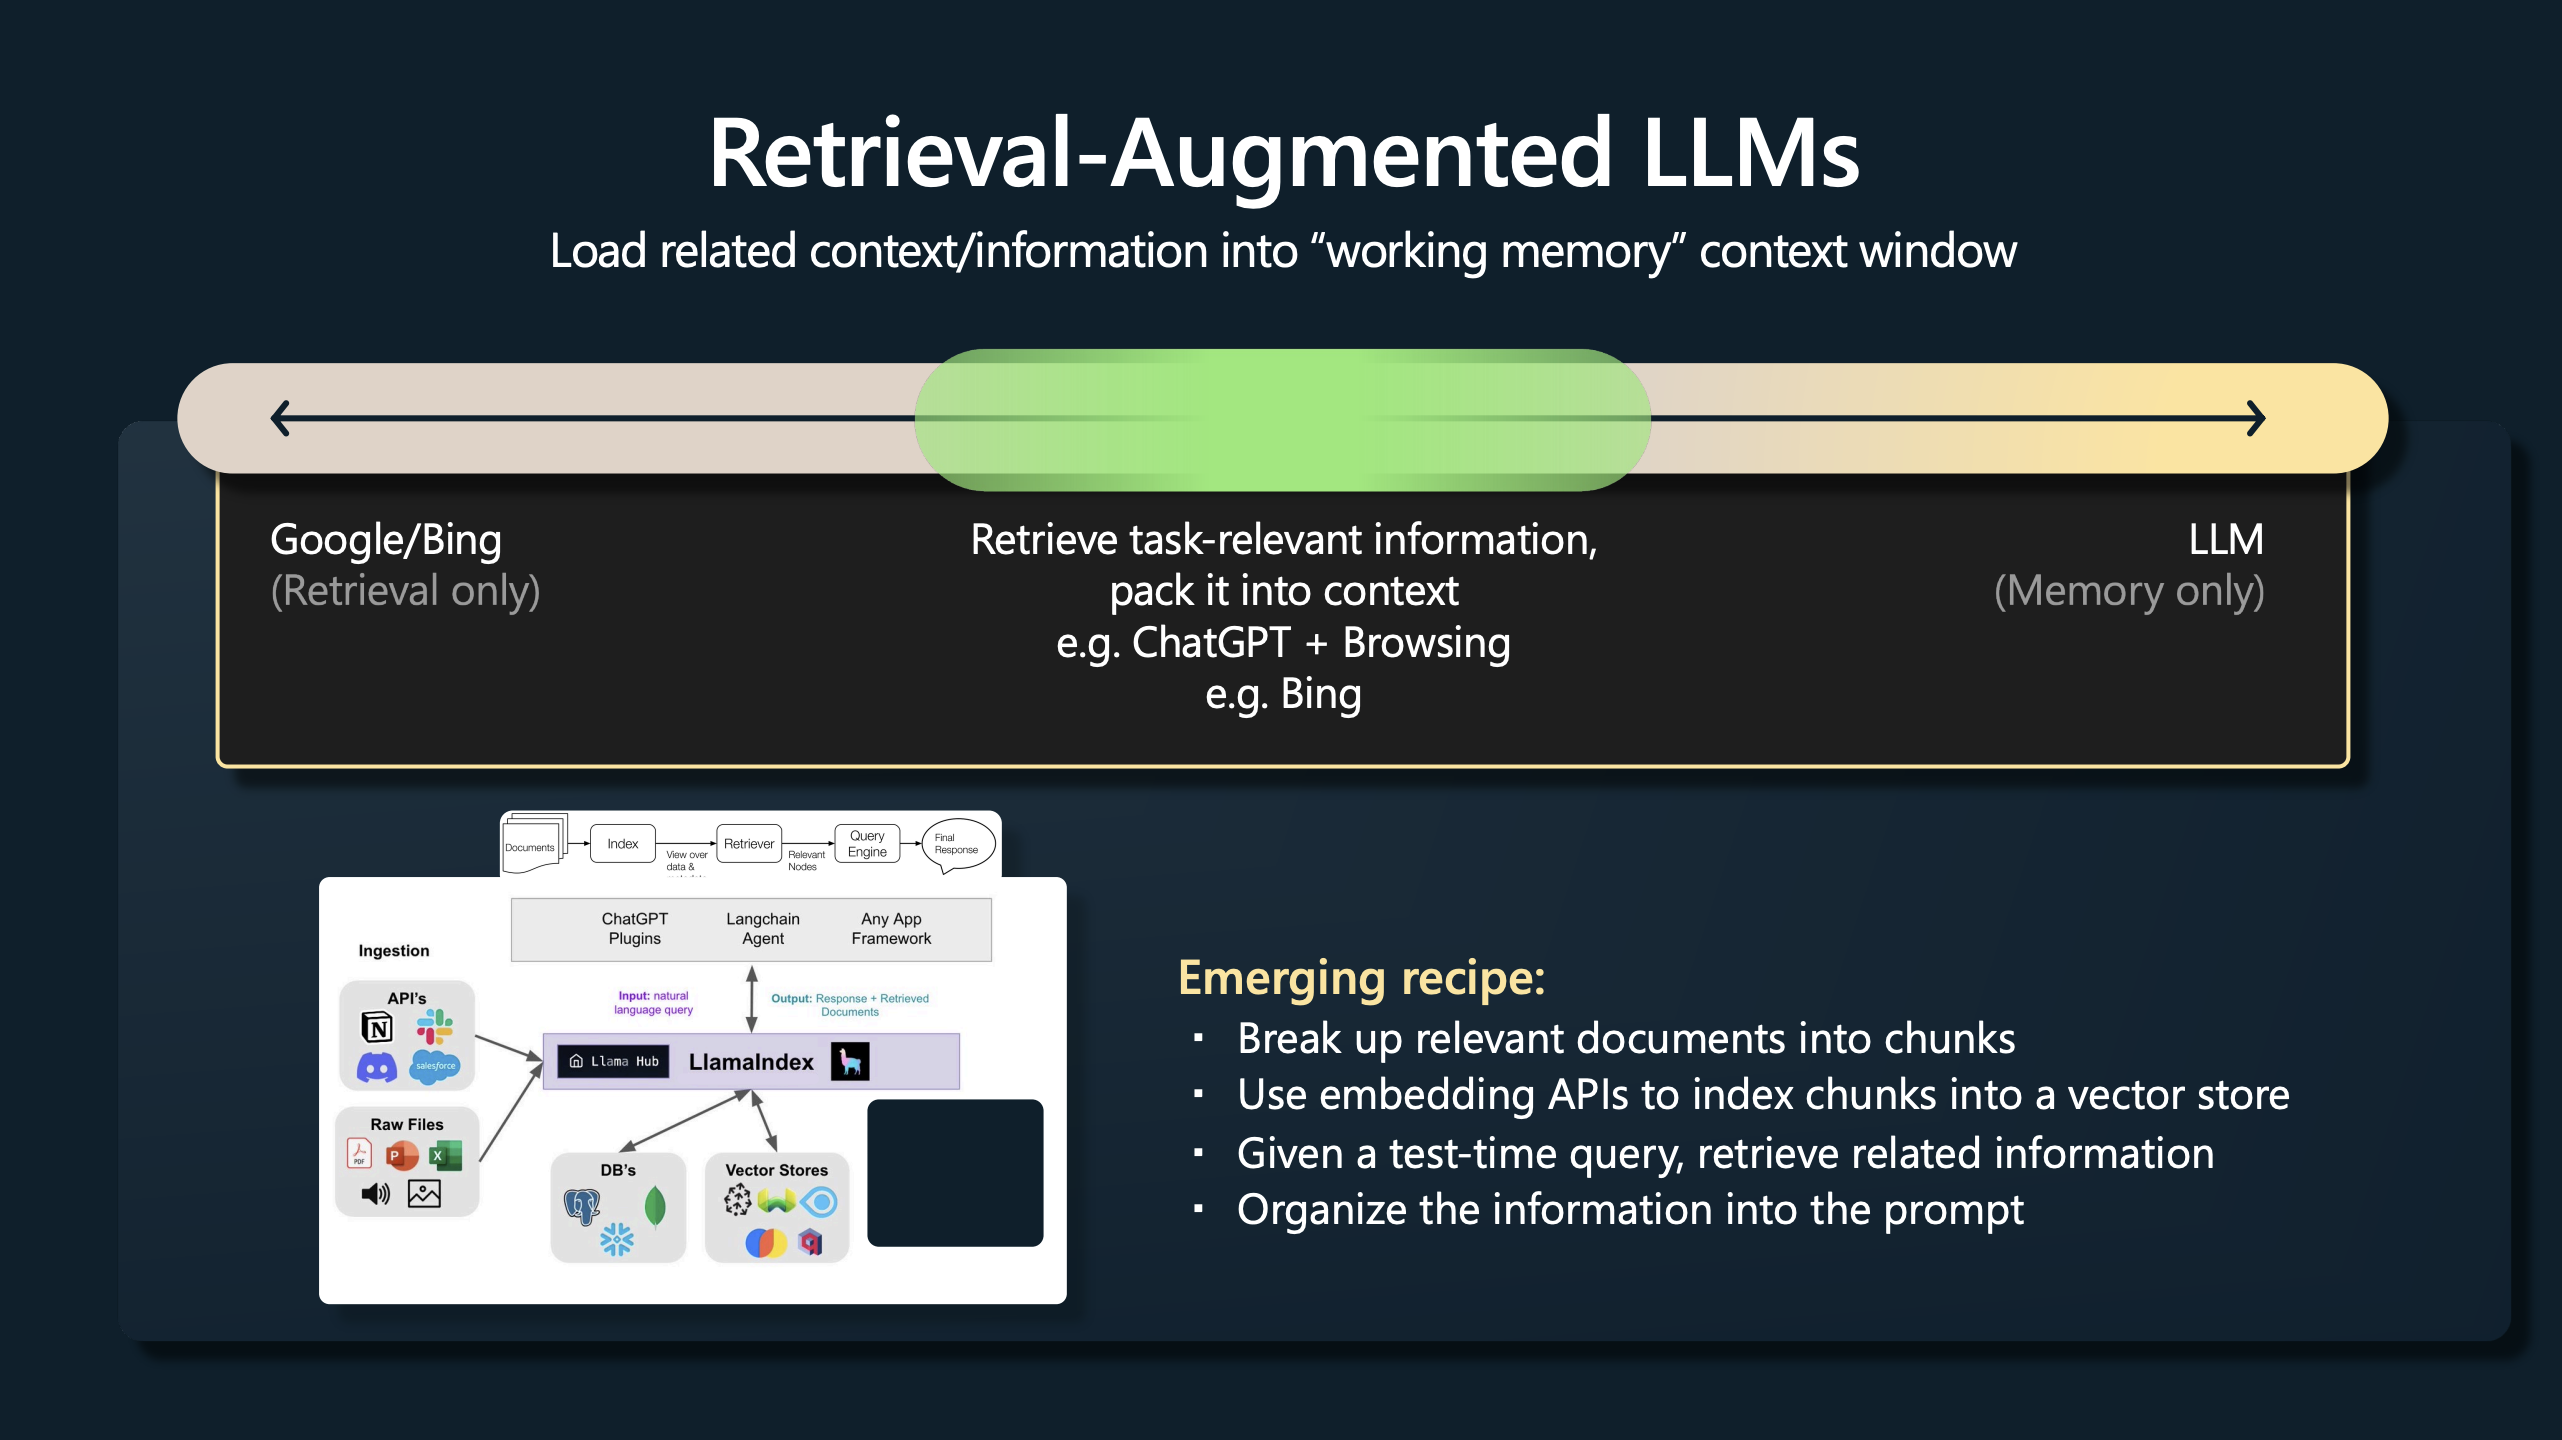 Retrieval-Augmented LLMs
Load related context/information into “working memory” context window
Google/Bing
(Retrieval only)
Retrieve task-relevant information,
pack it into context
e.g. ChatGPT + Browsing
e.g. Bing
LLM
(Memory only)
Documents
Index
View over
data &
Retriever
Relevant
Nodes
Query
Engine
Final
Response
ChatGPT
Plugins
Langchain
Agent
Any App
Framework
Ingestion
API’s
N
salesforce
Input: natural
language query
Output: Response + Retrieved
Documents
Llama Hub
LlamaIndex
Raw Files
PDF
P
X
DB’s
Vector Stores
Emerging recipe:
▪ Break up relevant documents into chunks
▪ Use embedding APIs to index chunks into a vector store
▪ Given a test-time query, retrieve related information
▪ Organize the information into the prompt